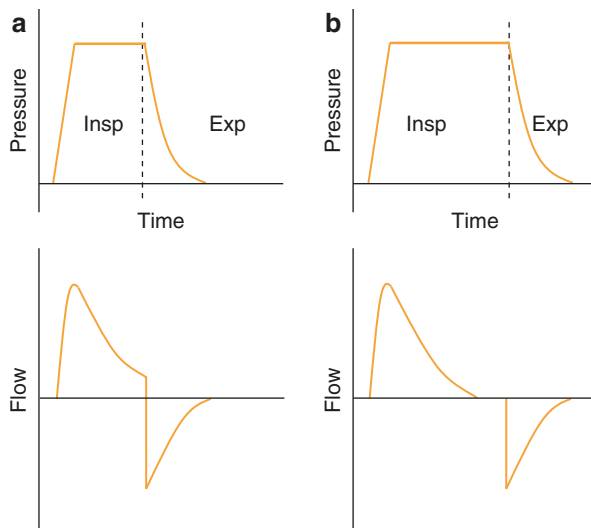 a
Pressure
Insp
Exp
Time
Flow
b
Pressure
Insp
Exp
Time
Flow